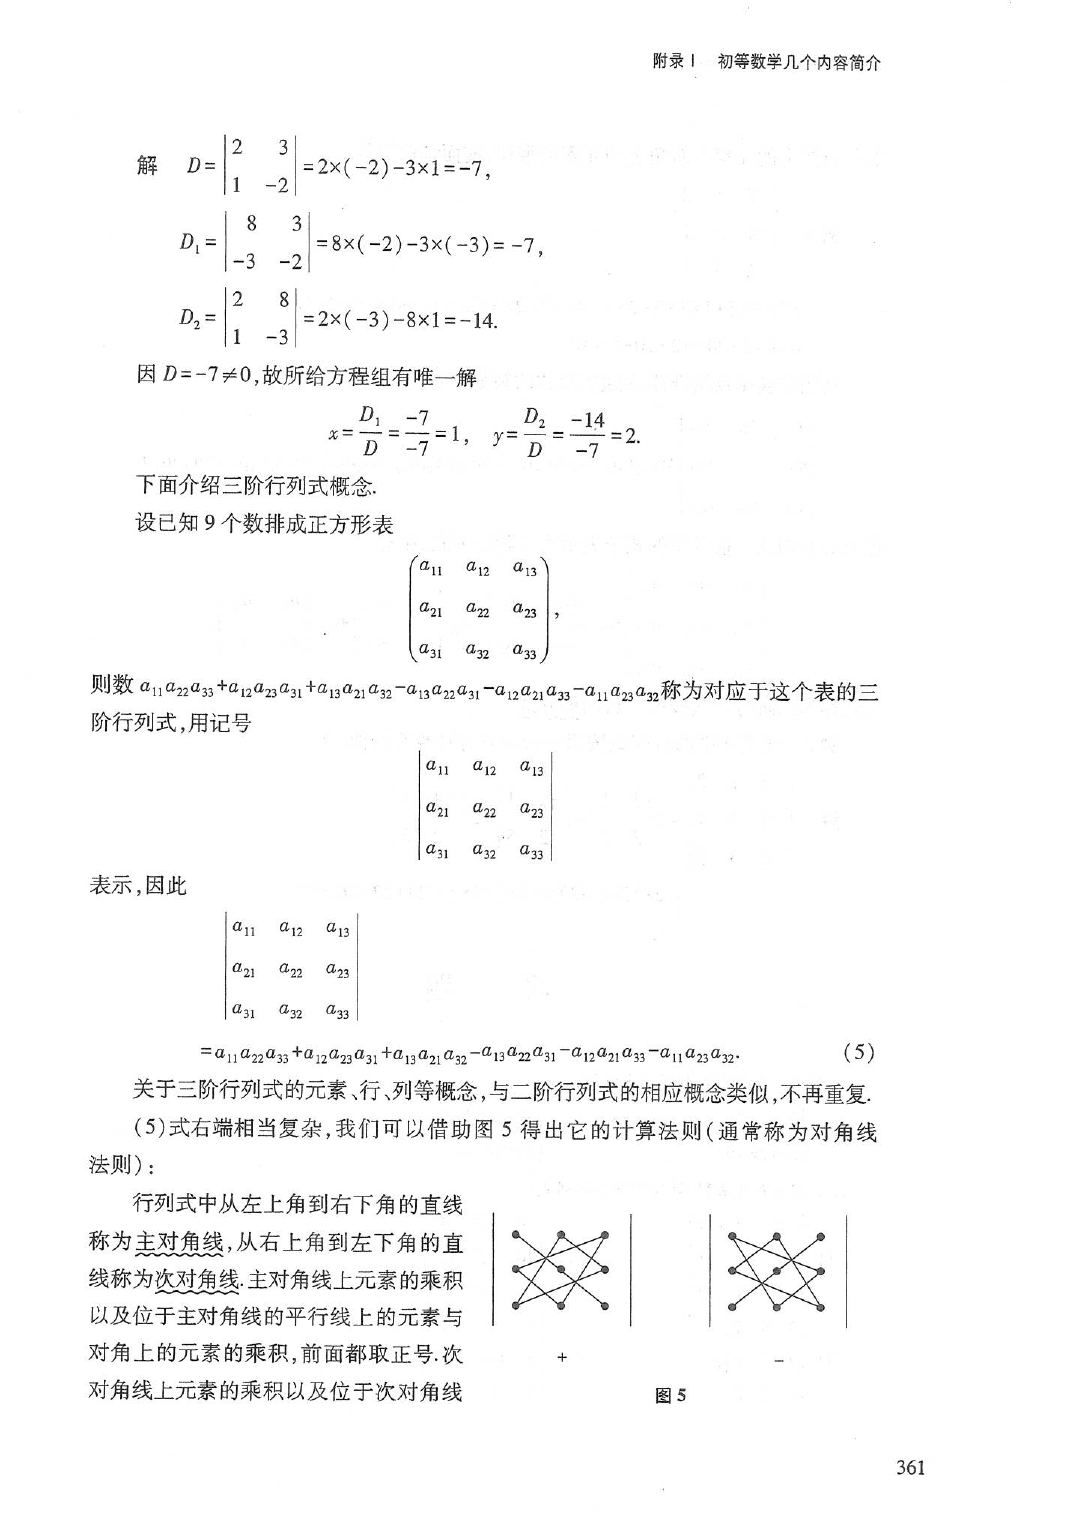 附录Ⅰ 初等数学几个内容简介
解 D=|2 3; 1 -2|=2×(-2)-3×1=-7,
D₁=|8 3; -3 -2|=8×(-2)-3×(-3)=-7,
D₂=|2 8; 1 -3|=2×(-3)-8×1=-14.
因 D=-7≠0,故所给方程组有唯一解
x=D₁/D=-7/-7=1, y=D₂/D=-14/-7=2.
下面介绍三阶行列式概念.
设已知 9 个数排成正方形表
(a₁₁ a₁₂ a₁₃
a₂₁ a₂₂ a₂₃
a₃₁ a₃₂ a₃₃),
则数 a₁₁a₂₂a₃₃+a₁₂a₂₃a₃₁+a₁₃a₂₁a₃₂-a₁₃a₂₂a₃₁-a₁₂a₂₁a₃₃-a₁₁a₂₃a₃₂称为对应于这个表的三
阶行列式,用记号
|a₁₁ a₁₂ a₁₃|
|a₂₁ a₂₂ a₂₃|
|a₃₁ a₃₂ a₃₃|
表示,因此
|a₁₁ a₁₂ a₁₃|
|a₂₁ a₂₂ a₂₃|
|a₃₁ a₃₂ a₃₃|
=a₁₁a₂₂a₃₃+a₁₂a₂₃a₃₁+a₁₃a₂₁a₃₂-a₁₃a₂₂a₃₁-a₁₂a₂₁a₃₃-a₁₁a₂₃a₃₂. (5)
关于三阶行列式的元素、行、列等概念,与二阶行列式的相应概念类似,不再重复.
(5)式右端相当复杂,我们可以借助图 5 得出它的计算法则(通常称为对角线
法则):
行列式中从左上角到右下角的直线
称为主对角线,从右上角到左下角的直
线称为次对角线.主对角线上元素的乘积
以及位于主对角线的平行线上的元素与
对角上的元素的乘积,前面都取正号.次
对角线上元素的乘积以及位于次对角线
+ -
图 5
361